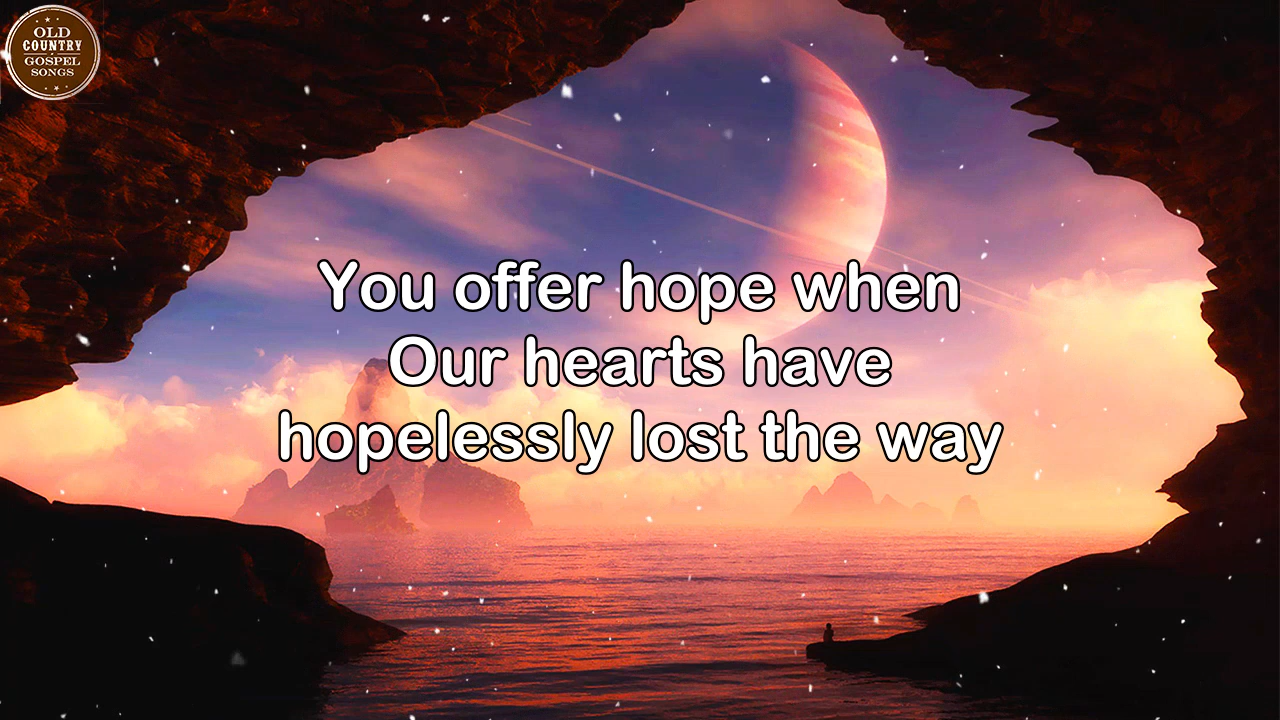 OLD
COUNTRY
GOSPEL
SONGS
You offer hope when
Our hearts have
hopelessly lost the way